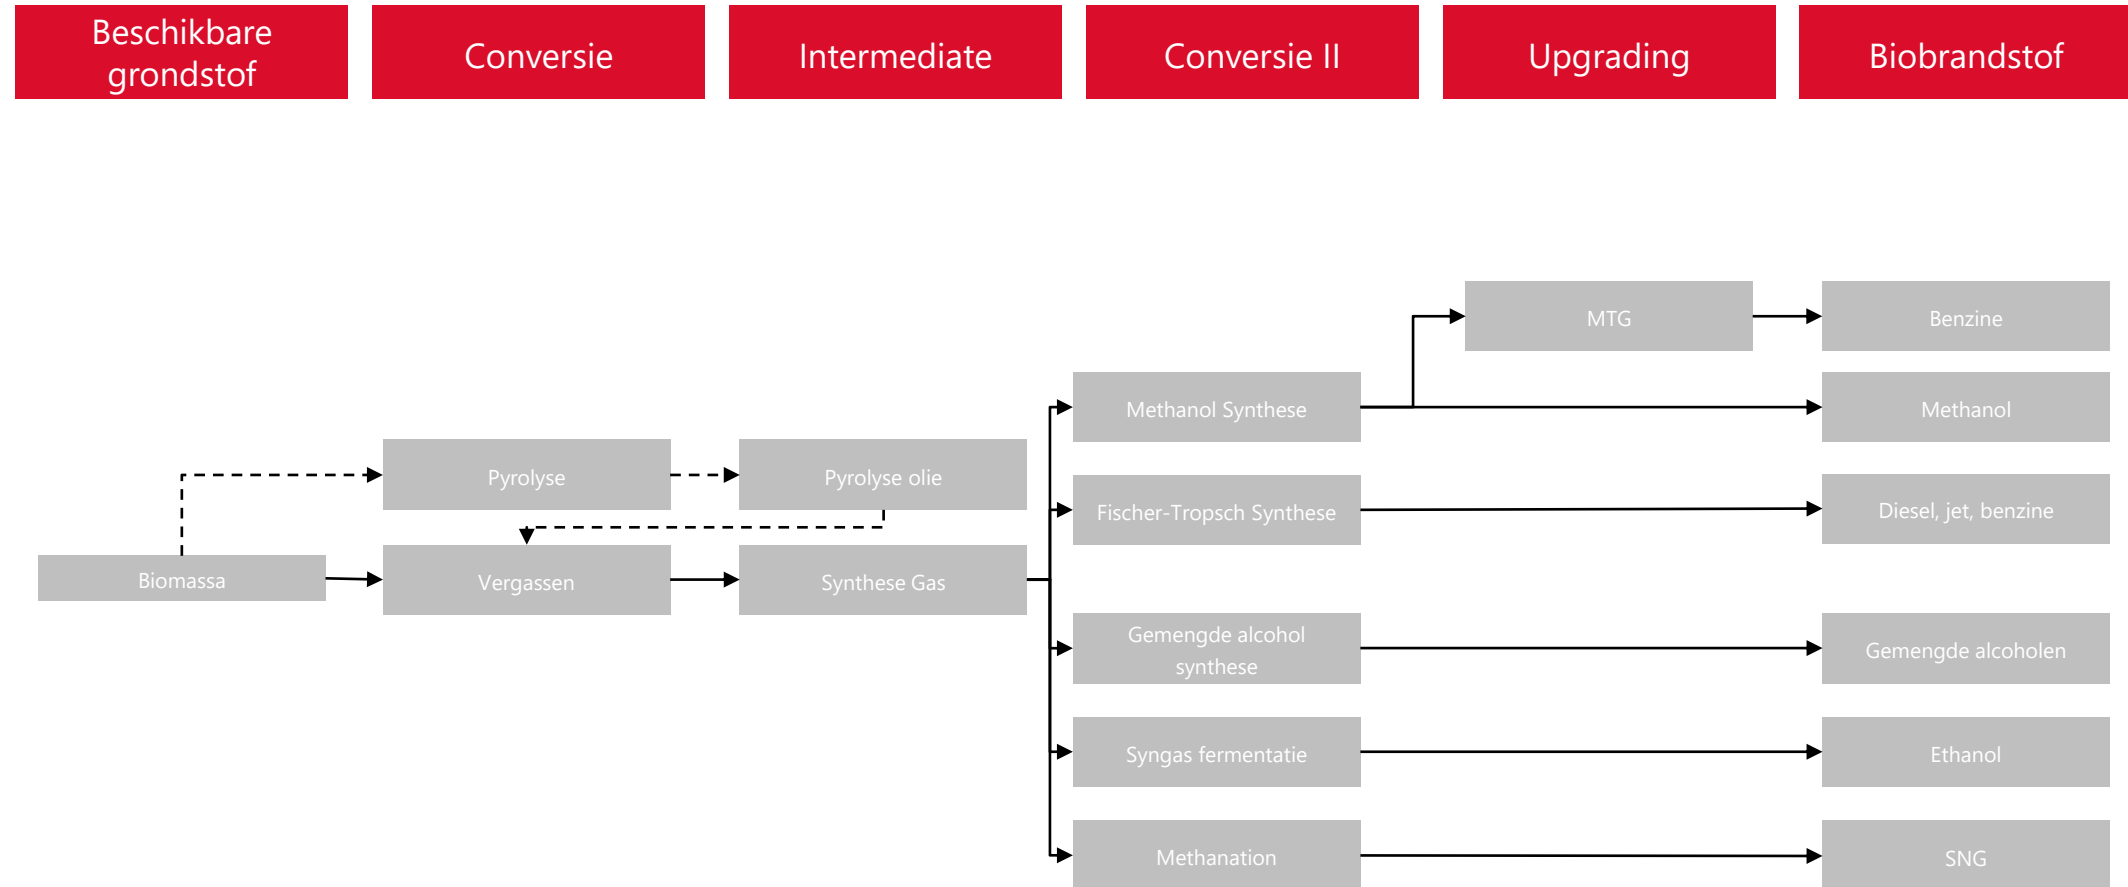 Beschikbare
grondstof
Conversie
Intermediate
Conversie II
Upgrading
Biobrandstof
MTG
Benzine
Methanol Synthese
Methanol
Pyrolyse
Pyrolyse olie
Fischer-Tropsch Synthese
Diesel, jet, benzine
Biomassa
Vergassen
Synthese Gas
Gemengde alcohol
synthese
Gemengde alcoholen
Syngas fermentatie
Ethanol
Methanation
SNG